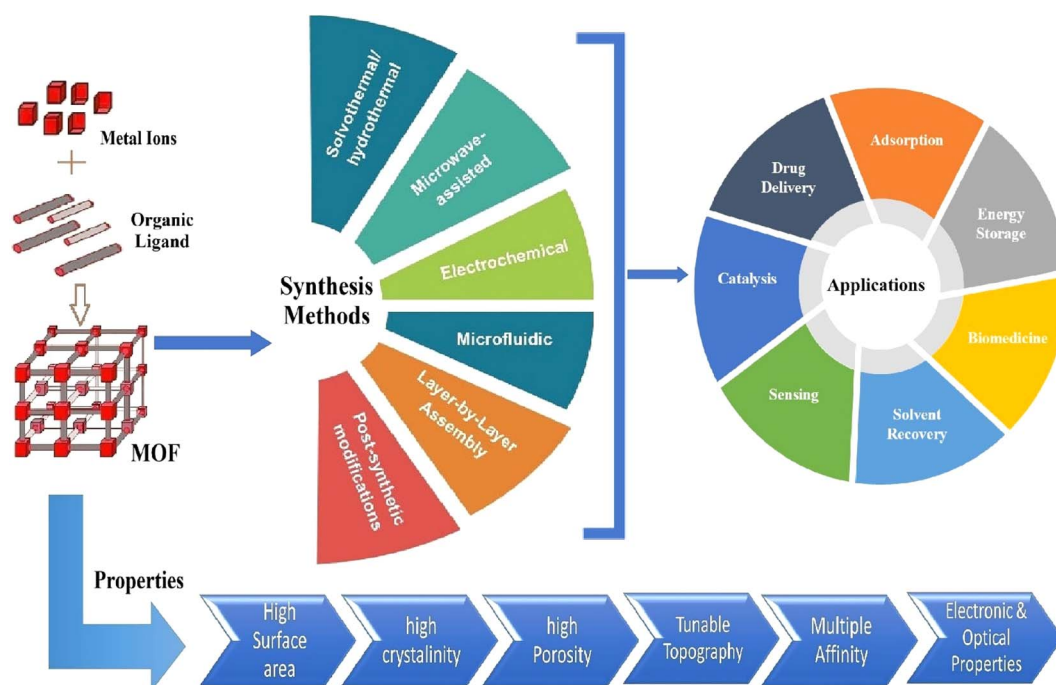 Metal Ions
Organic
Ligand
MOF
Synthesis
Methods
Solvothermal/
hydrothermal
Microwave-
assisted
Electrochemical
Microfluidic
Layer-by-Layer
Assembly
Post-synthetic
modifications
Applications
Adsorption
Energy
Storage
Biomedicine
Solvent
Recovery
Sensing
Catalysis
Drug
Delivery
Properties
High
Surface
area
high
crystalinity
high
Porosity
Tunable
Topography
Multiple
Affinity
Electronic &
Optical
Properties